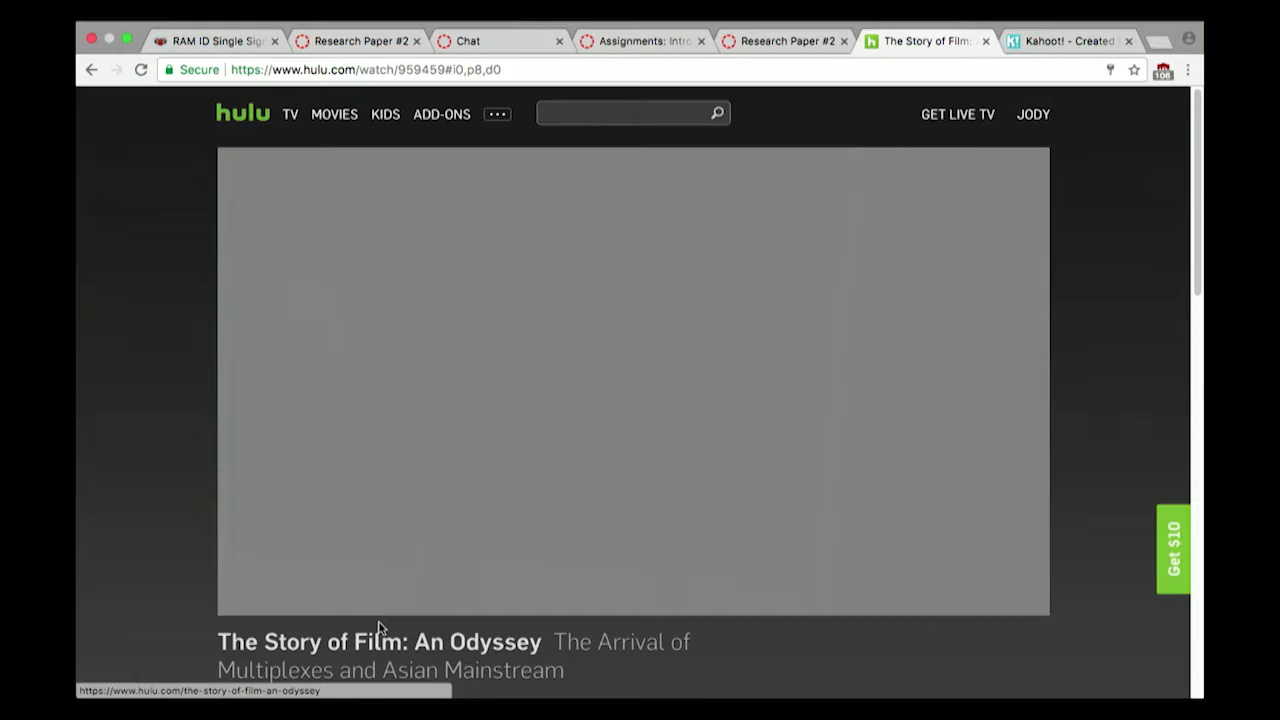 RAM ID Single Sig
Research Paper #2
Chat
Assignments: Intro
Research Paper #2
The Story of Film:
Kahoot! - Created
Secure
https://www.hulu.com/watch/959459#i0,p8,d0
106
hulu
TV
MOVIES
KIDS
ADD-ONS
GET LIVE TV
JODY
Get $10
The Story of Film: An Odyssey The Arrival of
Multiplexes and Asian Mainstream
https://www.hulu.com/the-story-of-film-an-odyssey